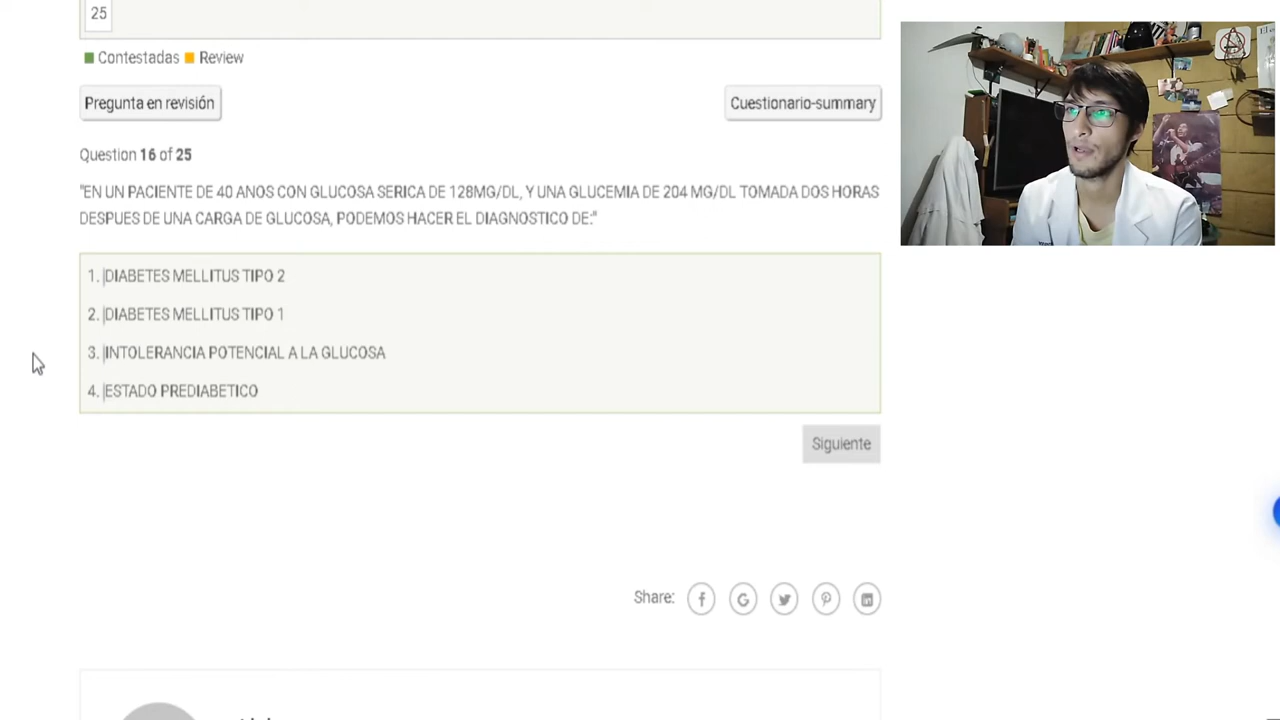 25
Contestadas Review
Pregunta en revisión
Cuestionario-summary
Question 16 of 25
"EN UN PACIENTE DE 40 ANOS CON GLUCOSA SERICA DE 128MG/DL, Y UNA GLUCEMIA DE 204 MG/DL TOMADA DOS HORAS
DESPUES DE UNA CARGA DE GLUCOSA, PODEMOS HACER EL DIAGNOSTICO DE:"
1. DIABETES MELLITUS TIPO 2
2. DIABETES MELLITUS TIPO 1
3. INTOLERANCIA POTENCIAL A LA GLUCOSA
4. ESTADO PREDIABETICO
Siguiente
Share: